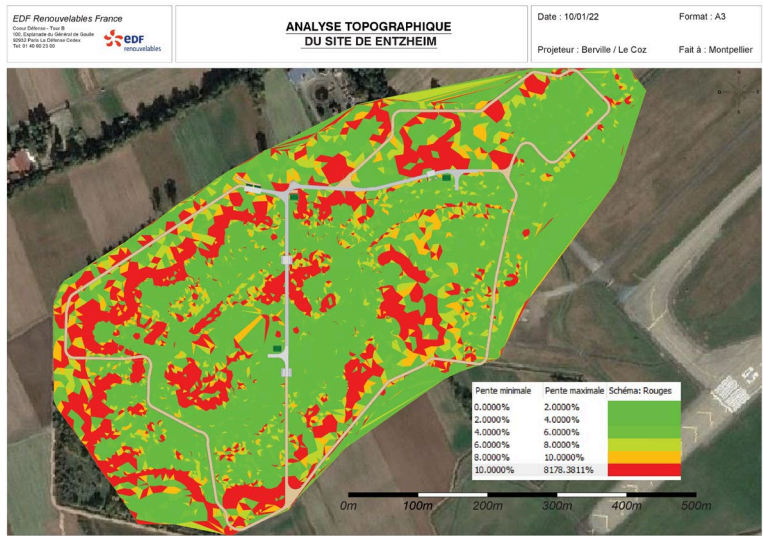 EDF Renouvelables France
Coeur Défense - Tour B
100, Esplanade du Général de Gaulle
92932 Paris La Défense Cedex
Tel: 01 40 90 23 00
edf
renouvelables
ANALYSE TOPOGRAPHIQUE
DU SITE DE ENTZHEIM
Date : 10/01/22
Format : A3
Projeteur : Berville / Le Coz
Fait à : Montpellier
Pente minimale Pente maximale Schéma: Rouges
0.0000% 2.0000%
2.0000% 4.0000%
4.0000% 6.0000%
6.0000% 8.0000%
8.0000% 10.0000%
10.0000% 8178.3811%
0m 100m 200m 300m 400m 500m